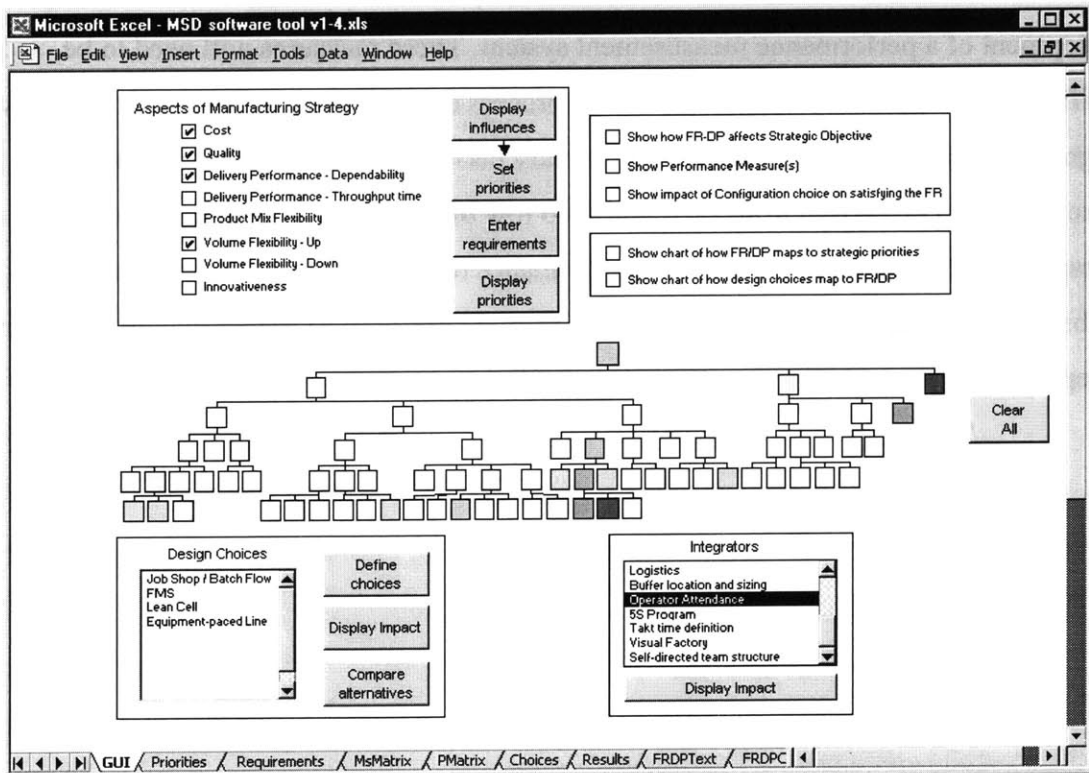 Microsoft Excel - MSD software tool v1-4.xls
File Edit View Insert Format Tools Data Window Help
Aspects of Manufacturing Strategy
Cost
Quality
Delivery Performance - Dependability
Delivery Performance - Throughput time
Product Mix Flexibility
Volume Flexibility - Up
Volume Flexibility - Down
Innovativeness
Display
influences
Set
priorities
Enter
requirements
Display
priorities
Show how FR-DP affects Strategic Objective
Show Performance Measure(s)
Show impact of Configuration choice on satisfying the FR
Show chart of how FR/DP maps to strategic priorities
Show chart of how design choices map to FR/DP
Clear
All
Design Choices
Job Shop / Batch Flow
FMS
Lean Cell
Equipment-paced Line
Define
choices
Display Impact
Compare
alternatives
Integrators
Logistics
Buffer location and sizing
Operator Attendance
5S Program
Takt time definition
Visual Factory
Self-directed team structure
Display Impact
GUI Priorities Requirements MsMatrix PMatrix Choices Results FRDPText FRDPC